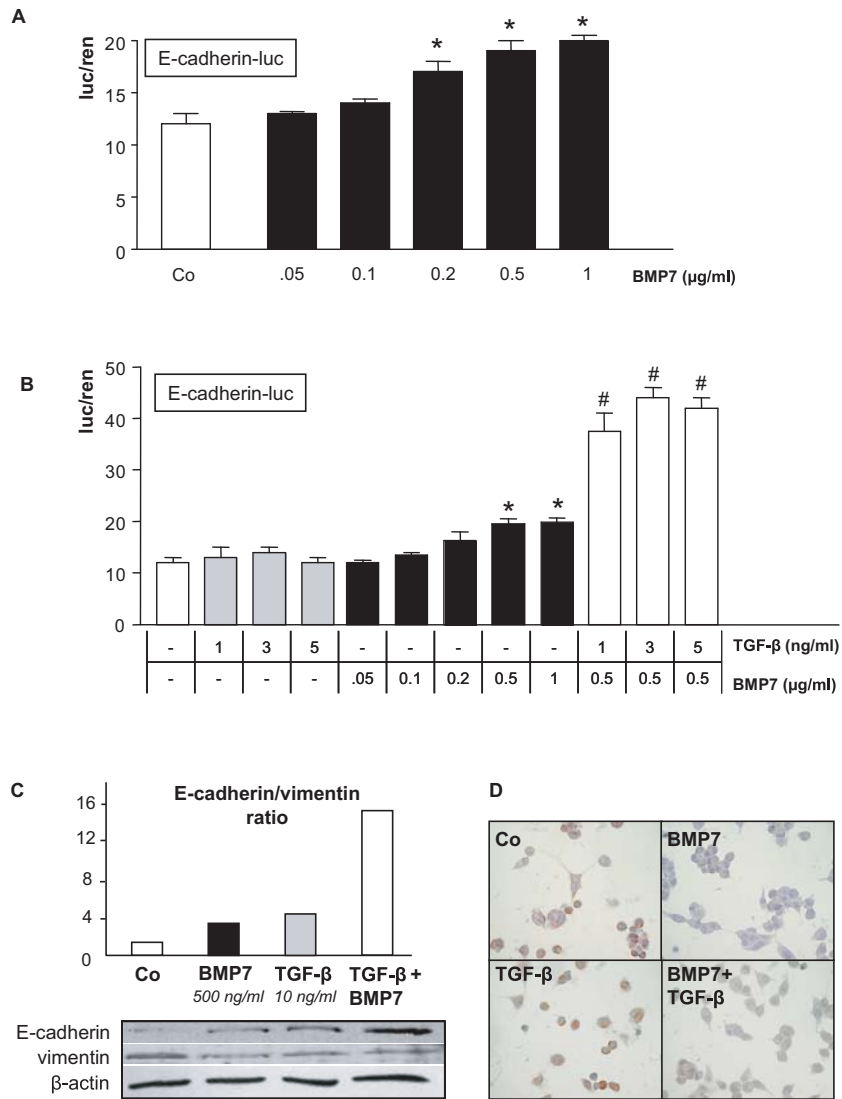 A
luc/ren
E-cadherin-luc
20
15
10
5
0
* * *
Co .05 0.1 0.2 0.5 1 BMP7 (µg/ml)
B
luc/ren
E-cadherin-luc
50
40
30
20
10
0
* * # # #
- 1 3 5 - - - - - 1 3 5 TGF-β (ng/ml)
- - - - .05 0.1 0.2 0.5 1 0.5 0.5 0.5 BMP7 (µg/ml)
C
E-cadherin/vimentin
ratio
16
12
8
4
0
Co BMP7 TGF-β TGF-β +
500 ng/ml 10 ng/ml BMP7
E-cadherin
vimentin
β-actin
D
Co BMP7
TGF-β BMP7+
TGF-β